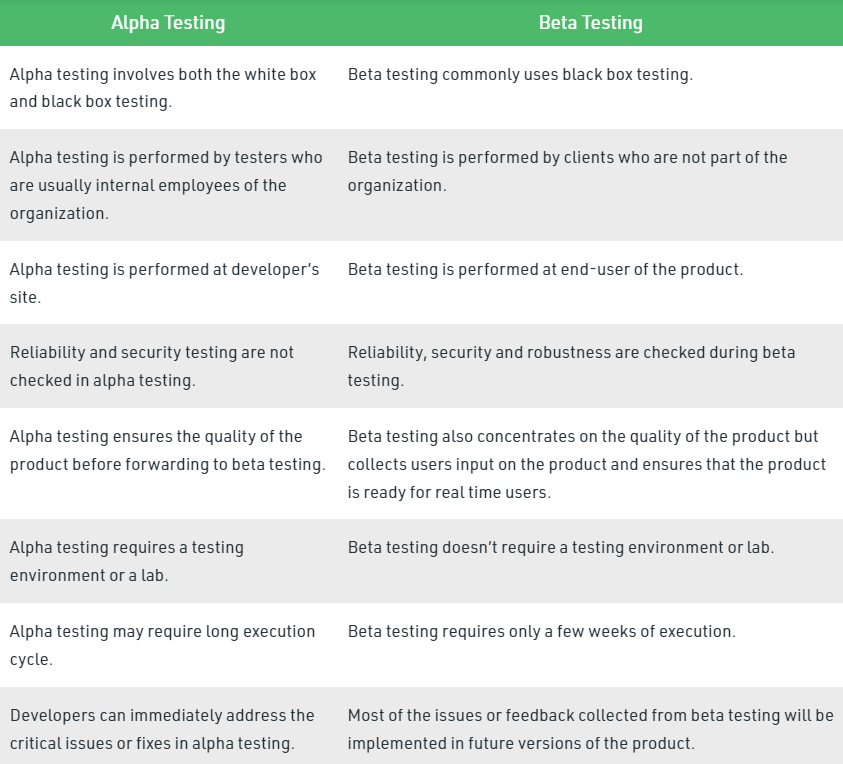 Alpha Testing
Beta Testing
Alpha testing involves both the white box
and black box testing.
Beta testing commonly uses black box testing.
Alpha testing is performed by testers who
are usually internal employees of the
organization.
Beta testing is performed by clients who are not part of the
organization.
Alpha testing is performed at developer’s
site.
Beta testing is performed at end-user of the product.
Reliability and security testing are not
checked in alpha testing.
Reliability, security and robustness are checked during beta
testing.
Alpha testing ensures the quality of the
product before forwarding to beta testing.
Beta testing also concentrates on the quality of the product but
collects users input on the product and ensures that the product
is ready for real time users.
Alpha testing requires a testing
environment or a lab.
Beta testing doesn’t require a testing environment or lab.
Alpha testing may require long execution
cycle.
Beta testing requires only a few weeks of execution.
Developers can immediately address the
critical issues or fixes in alpha testing.
Most of the issues or feedback collected from beta testing will be
implemented in future versions of the product.